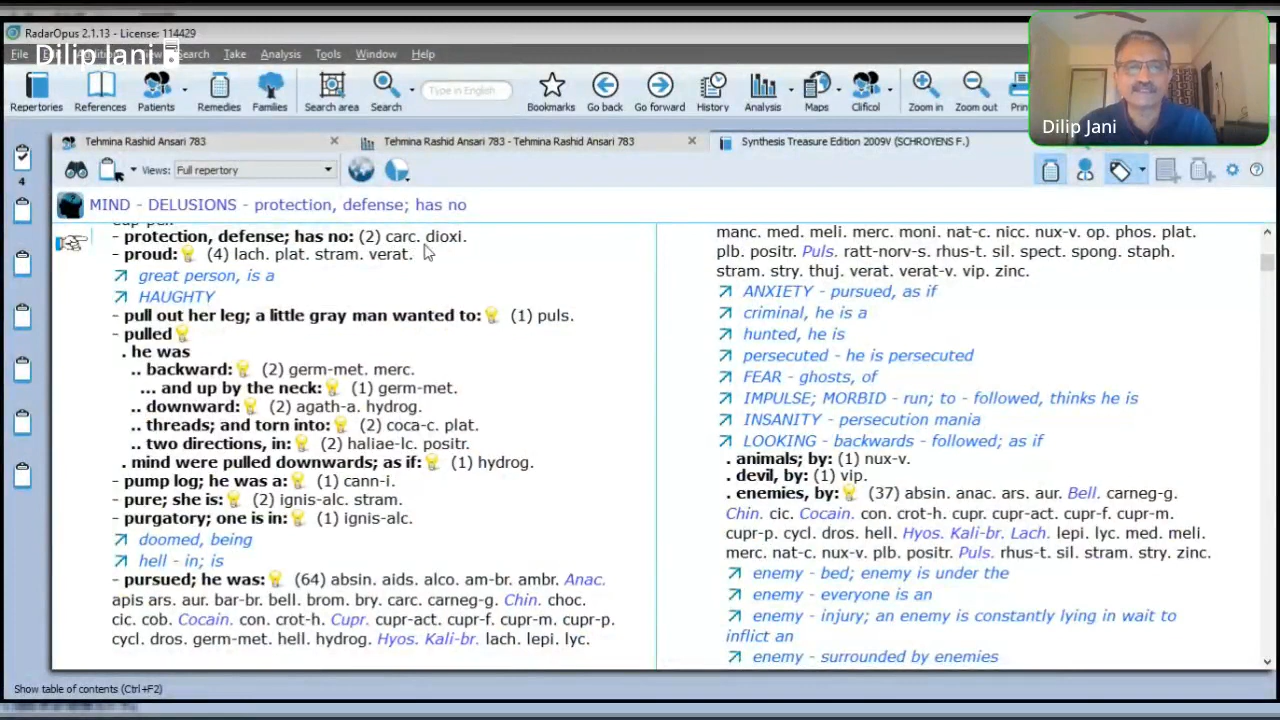 RadarOpus 2.1.13 - License: 114429
Dilip Jani
File View Search Take Analysis Tools Window Help
Repertories References Patients Remedies Families Search area Search Type in English Bookmarks Go back Go forward History Analysis Maps Clificol Zoom in Zoom out
Dilip Jani
Tehmina Rashid Ansari 783
Tehmina Rashid Ansari 783 - Tehmina Rashid Ansari 783
Synthesis Treasure Edition 2009V (SCHROYENS F.)
4
Views: Full repertory
MIND - DELUSIONS - protection, defense; has no
- protection, defense; has no: (2) carc. dioxi.
- proud: (4) lach. plat. stram. verat.
great person, is a
HAUGHTY
- pull out her leg; a little gray man wanted to: (1) puls.
- pulled
. he was
.. backward: (2) germ-met. merc.
... and up by the neck: (1) germ-met.
.. downward: (2) agath-a. hydrog.
.. threads; and torn into: (2) coca-c. plat.
.. two directions, in: (2) haliae-lc. positr.
. mind were pulled downwards; as if: (1) hydrog.
- pump log; he was a: (1) cann-i.
- pure; she is: (2) ignis-alc. stram.
- purgatory; one is in: (1) ignis-alc.
doomed, being
hell - in; is
- pursued; he was: (64) absin. aids. alco. am-br. ambr. Anac.
apis ars. aur. bar-br. bell. brom. bry. carc. carneg-g. Chin. choc.
cic. cob. Cocain. con. crot-h. Cupr. cupr-act. cupr-f. cupr-m. cupr-p.
cycl. dros. germ-met. hell. hydrog. Hyos. Kali-br. lach. lepi. lyc.
manc. med. meli. merc. moni. nat-c. nicc. nux-v. op. phos. plat.
plb. positr. Puls. ratt-norv-s. rhus-t. sil. spect. spong. staph.
stram. stry. thuj. verat. verat-v. vip. zinc.
ANXIETY - pursued, as if
criminal, he is a
hunted, he is
persecuted - he is persecuted
FEAR - ghosts, of
IMPULSE; MORBID - run; to - followed, thinks he is
INSANITY - persecution mania
LOOKING - backwards - followed; as if
. animals; by: (1) nux-v.
. devil, by: (1) vip.
. enemies, by: (37) absin. anac. ars. aur. Bell. carneg-g.
Chin. cic. Cocain. con. crot-h. cupr. cupr-act. cupr-f. cupr-m.
cupr-p. cycl. dros. hell. Hyos. Kali-br. Lach. lepi. lyc. med. meli.
merc. nat-c. nux-v. plb. positr. Puls. rhus-t. sil. stram. stry. zinc.
enemy - bed; enemy is under the
enemy - everyone is an
enemy - injury; an enemy is constantly lying in wait to
inflict an
enemy - surrounded by enemies
Show table of contents (Ctrl+F2)